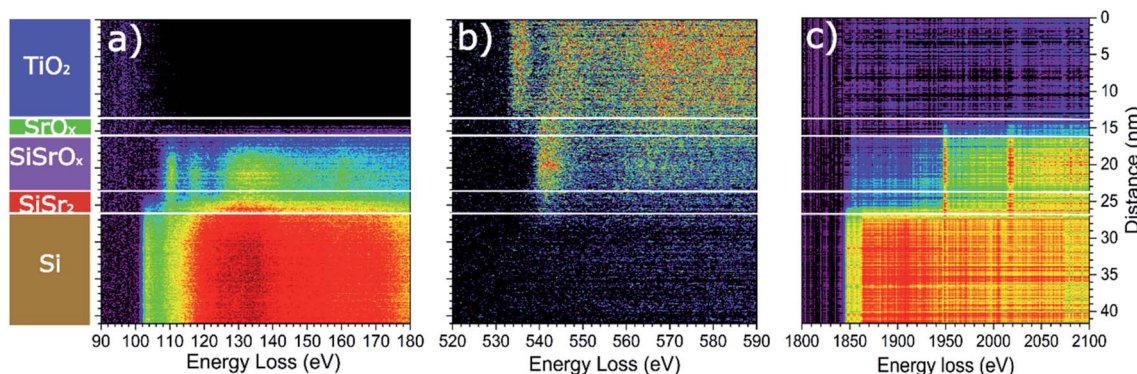 TiO₂
SrOₓ
SiSrOₓ
SiSr₂
Si
a)
90 100 110 120 130 140 150 160 170 180
Energy Loss (eV)
b)
520 530 540 550 560 570 580 590
Energy Loss (eV)
c)
1800 1850 1900 1950 2000 2050 2100
Energy loss (eV)
0
5
10
15
20
25
30
35
40
Distance (nm)